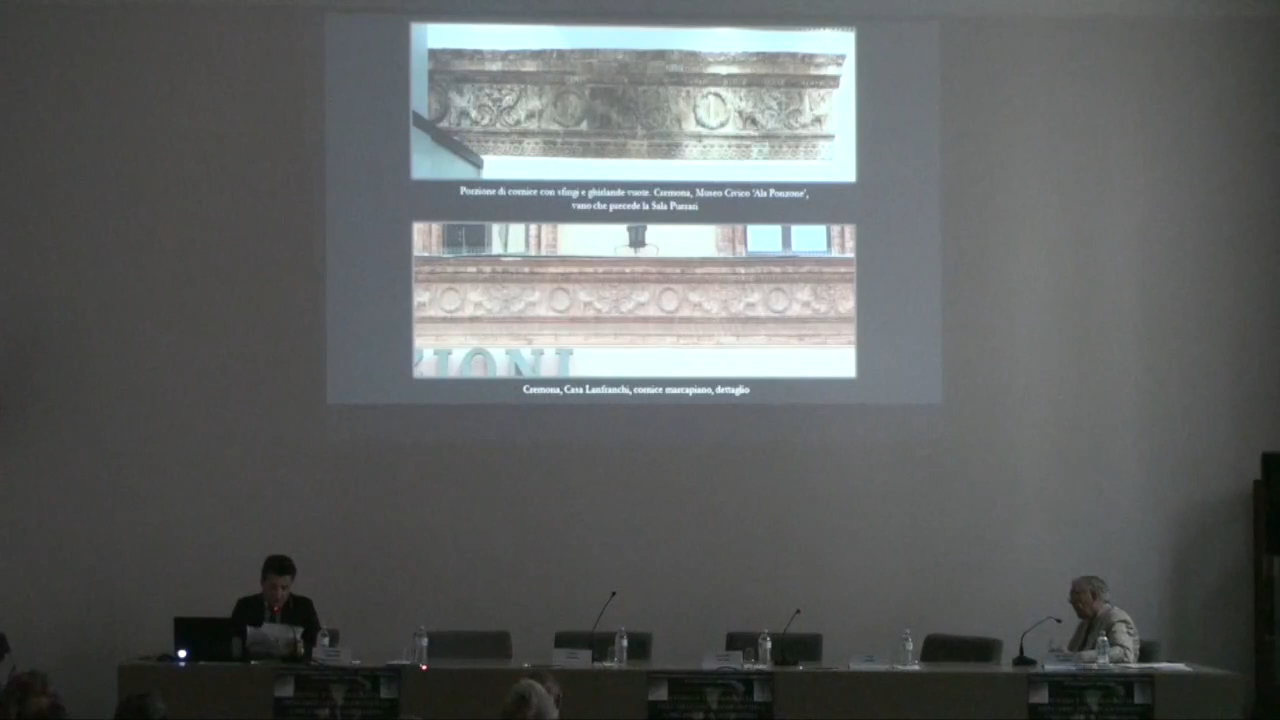 Porzione di cornice con sfingi e ghirlande vuote. Cremona, Museo Civico 'Ala Ponzone',
vano che precede la Sala Puerari
ZIONI
Cremona, Casa Lanfranchi, cornice marcapiano, dettaglio